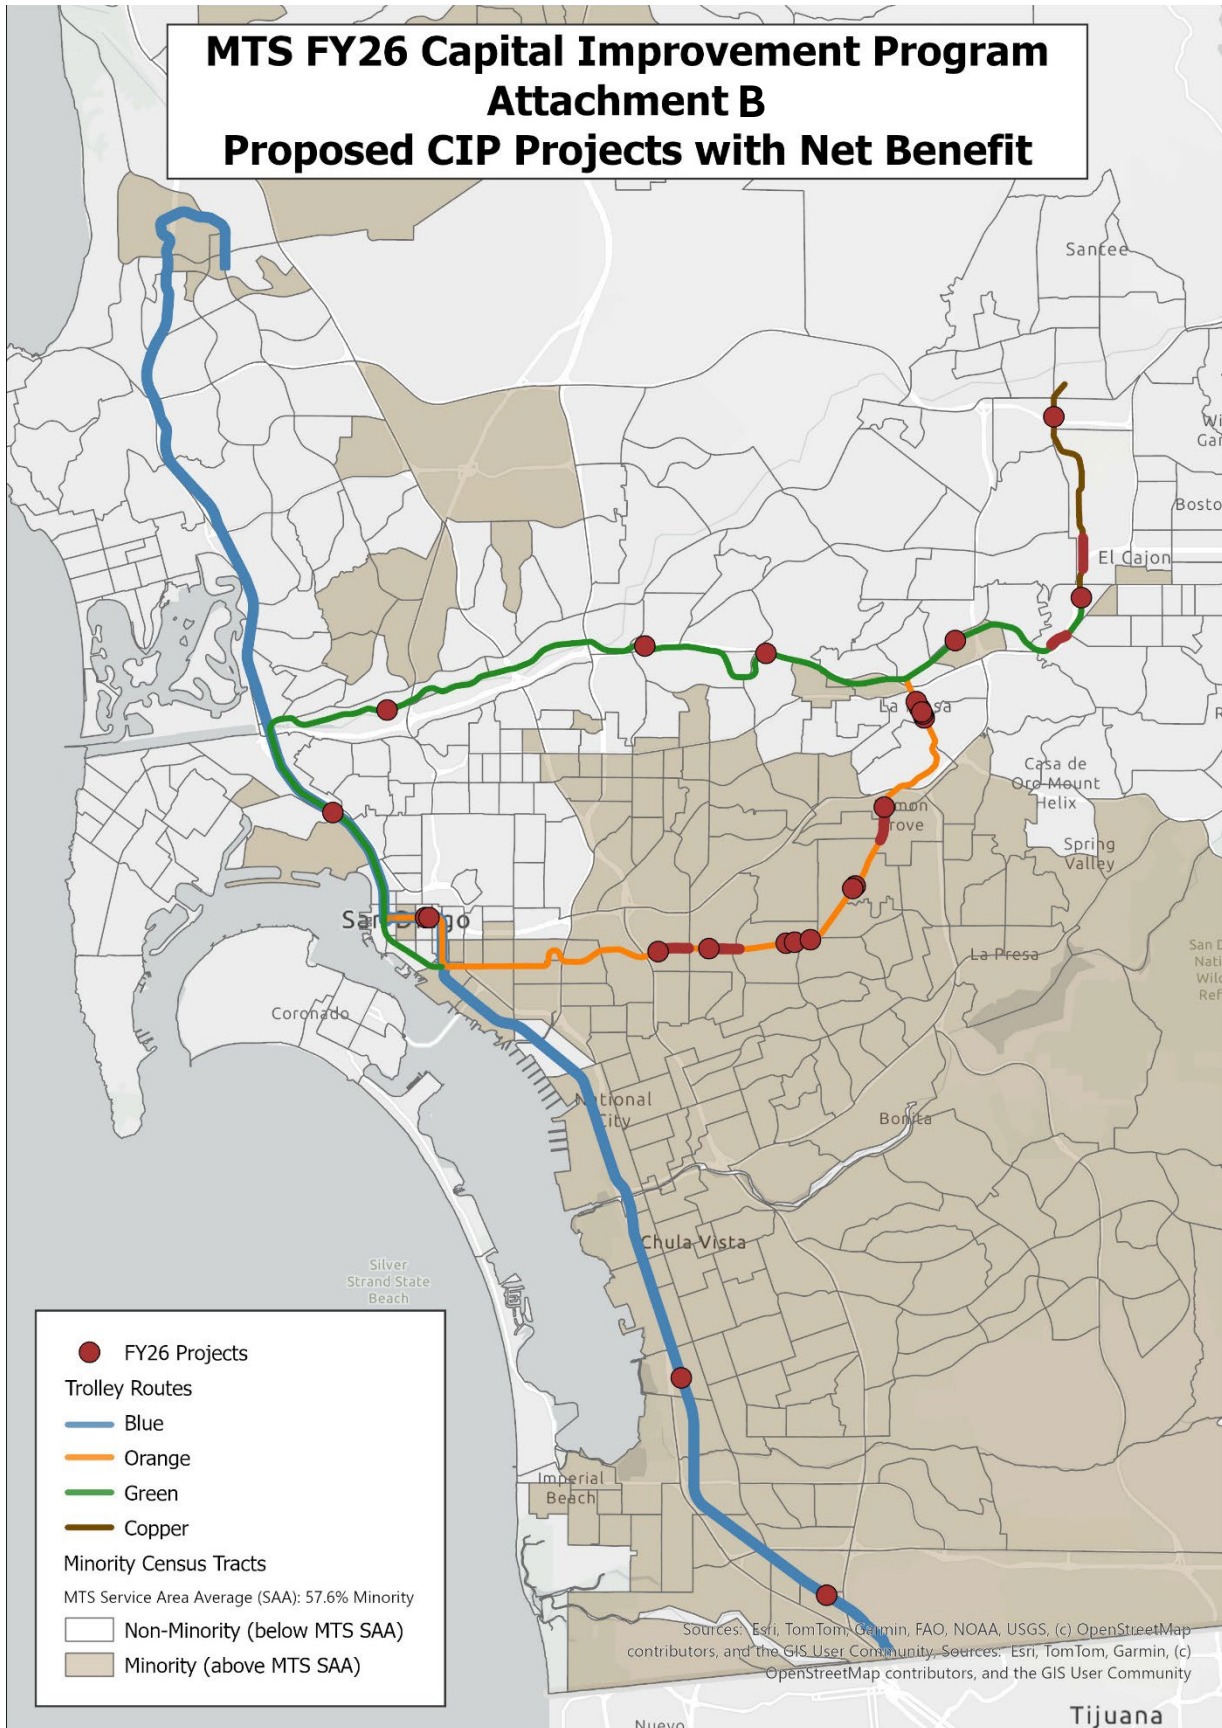 MTS FY26 Capital Improvement Program
Attachment B
Proposed CIP Projects with Net Benefit
Santee
El Cajon
Casa de
Oro-Mount
Helix
Spring
Valley
San Diego
La Presa
Coronado
National
City
Bonita
Chula Vista
Silver
Strand State
Beach
Imperial
Beach
FY26 Projects
Trolley Routes
Blue
Orange
Green
Copper
Minority Census Tracts
MTS Service Area Average (SAA): 57.6% Minority
Non-Minority (below MTS SAA)
Minority (above MTS SAA)
Sources: Esri, TomTom, Garmin, FAO, NOAA, USGS, (c) OpenStreetMap
contributors, and the GIS User Community, Sources: Esri, TomTom, Garmin, (c)
OpenStreetMap contributors, and the GIS User Community
Tijuana
Nuevo